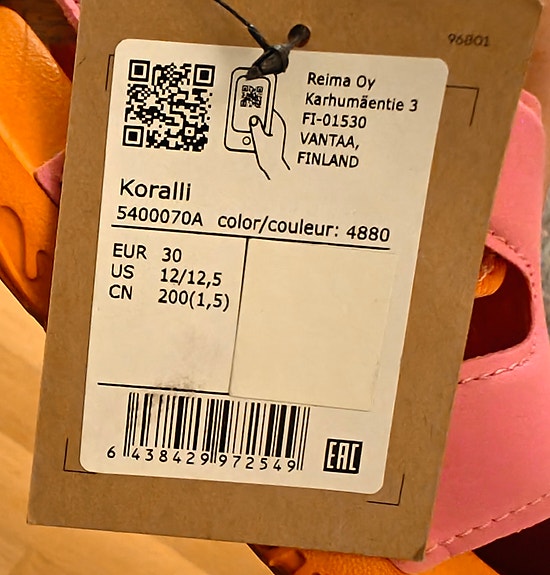 96801
Reima Oy
Karhumäentie 3
FI-01530
VANTAA,
FINLAND
Koralli
5400070A color/couleur: 4880
EUR 30
US 12/12,5
CN 200(1,5)
6 438429 972549
EAC